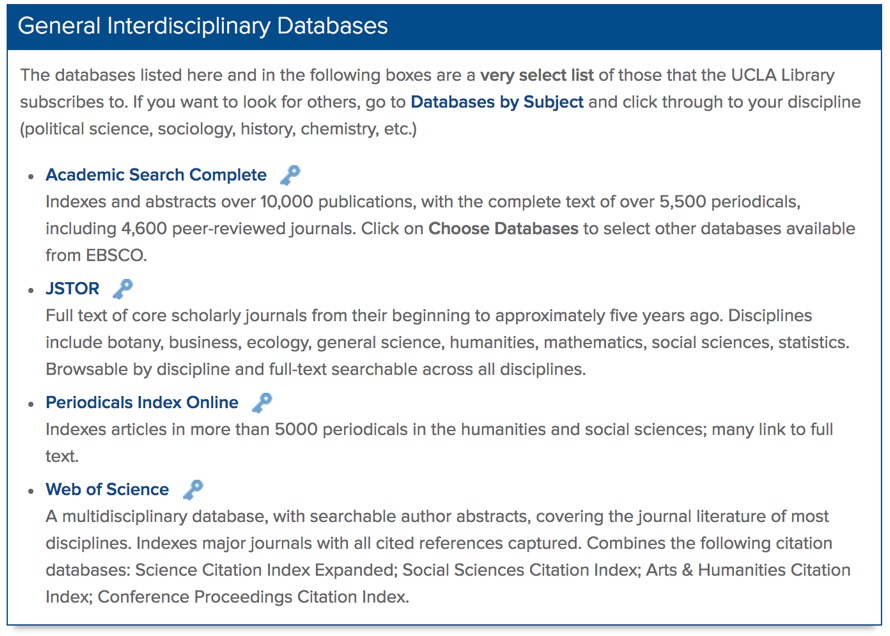 General Interdisciplinary Databases
The databases listed here and in the following boxes are a very select list of those that the UCLA Library
subscribes to. If you want to look for others, go to Databases by Subject and click through to your discipline
(political science, sociology, history, chemistry, etc.)
• Academic Search Complete
Indexes and abstracts over 10,000 publications, with the complete text of over 5,500 periodicals,
including 4,600 peer-reviewed journals. Click on Choose Databases to select other databases available
from EBSCO.
• JSTOR
Full text of core scholarly journals from their beginning to approximately five years ago. Disciplines
include botany, business, ecology, general science, humanities, mathematics, social sciences, statistics.
Browsable by discipline and full-text searchable across all disciplines.
• Periodicals Index Online
Indexes articles in more than 5000 periodicals in the humanities and social sciences; many link to full
text.
• Web of Science
A multidisciplinary database, with searchable author abstracts, covering the journal literature of most
disciplines. Indexes major journals with all cited references captured. Combines the following citation
databases: Science Citation Index Expanded; Social Sciences Citation Index; Arts & Humanities Citation
Index; Conference Proceedings Citation Index.